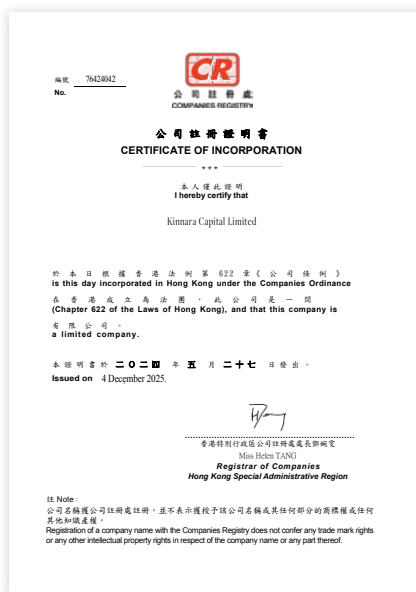 編號 76424042
No.
CR
公司註冊處
COMPANIES REGISTRY
公司註冊證明書
CERTIFICATE OF INCORPORATION
***
本人謹此證明
I hereby certify that
Kinnara Capital Limited
於本日根據香港法例第622章《公司條例》
is this day incorporated in Hong Kong under the Companies Ordinance
在香港成立為法團，此公司是一間
(Chapter 622 of the Laws of Hong Kong), and that this company is
有限公司。
a limited company.
本證明書於二〇二四年五月二十七日發出。
Issued on 4 December 2025.
香港特別行政區公司註冊處處長鄧婉雯
Miss Helen TANG
Registrar of Companies
Hong Kong Special Administrative Region
註 Note:
公司名稱獲公司註冊處註冊，並不表示獲授予該公司名稱或其任何部分的商標權或任何
其他知識產權。
Registration of a company name with the Companies Registry does not confer any trade mark rights
or any other intellectual property rights in respect of the company name or any part thereof.